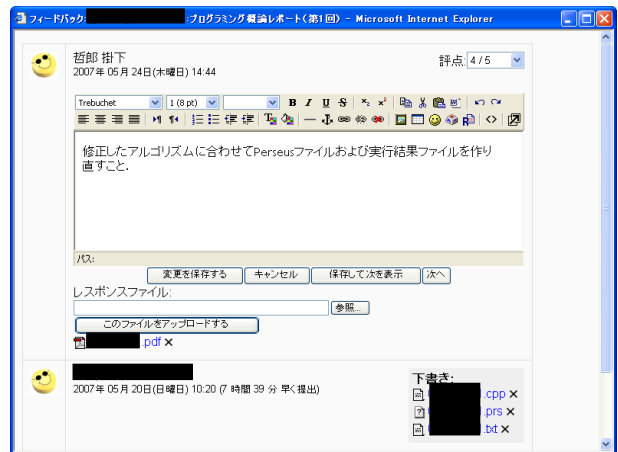 フィードバック: :プログラミング概論レポート(第1回) - Microsoft Internet Explorer
哲郎 掛下
2007年 05月 24日(木曜日) 14:44
評点: 4 / 5
Trebuchet 1 (8 pt) B I U S
パス:
修正したアルゴリズムに合わせてPerseusファイルおよび実行結果ファイルを作り
直すこと.
変更を保存する キャンセル 保存して次を表示 次へ
レスポンスファイル:
参照...
このファイルをアップロードする
.pdf ×
2007年 05月 20日(日曜日) 10:20 (7 時間 39 分 早く提出)
下書き:
.cpp ×
.prs ×
.txt ×